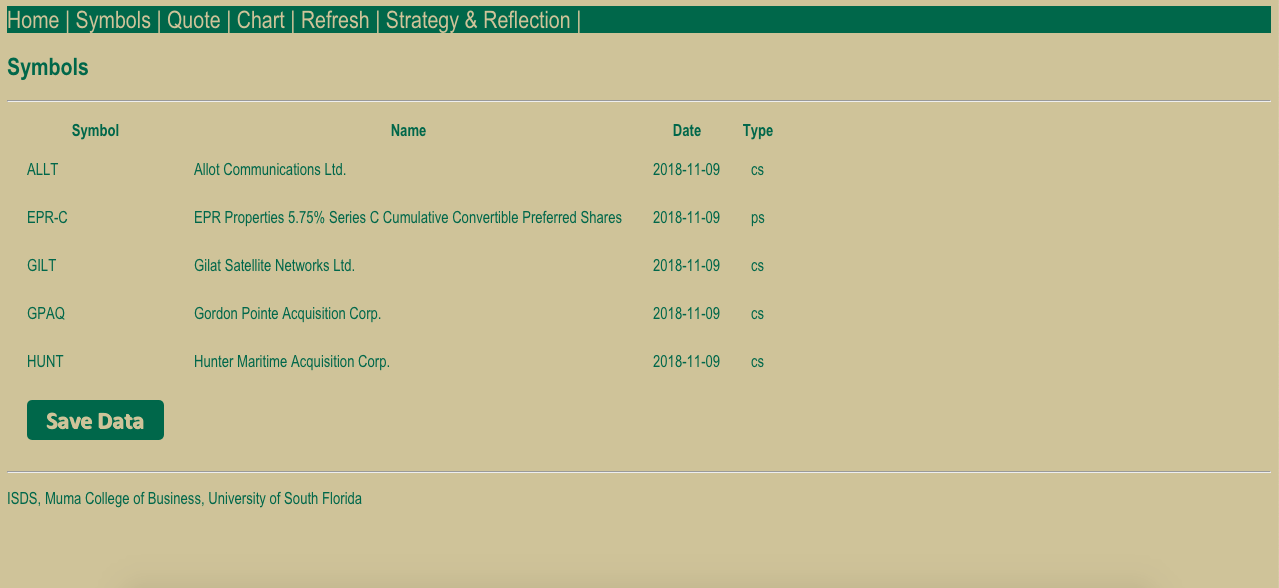 Home | Symbols | Quote | Chart | Refresh | Strategy & Reflection |
Symbols
Symbol Name Date Type
ALLT Allot Communications Ltd. 2018-11-09 cs
EPR-C EPR Properties 5.75% Series C Cumulative Convertible Preferred Shares 2018-11-09 ps
GILT Gilat Satellite Networks Ltd. 2018-11-09 cs
GPAQ Gordon Pointe Acquisition Corp. 2018-11-09 cs
HUNT Hunter Maritime Acquisition Corp. 2018-11-09 cs
Save Data
ISDS, Muma College of Business, University of South Florida